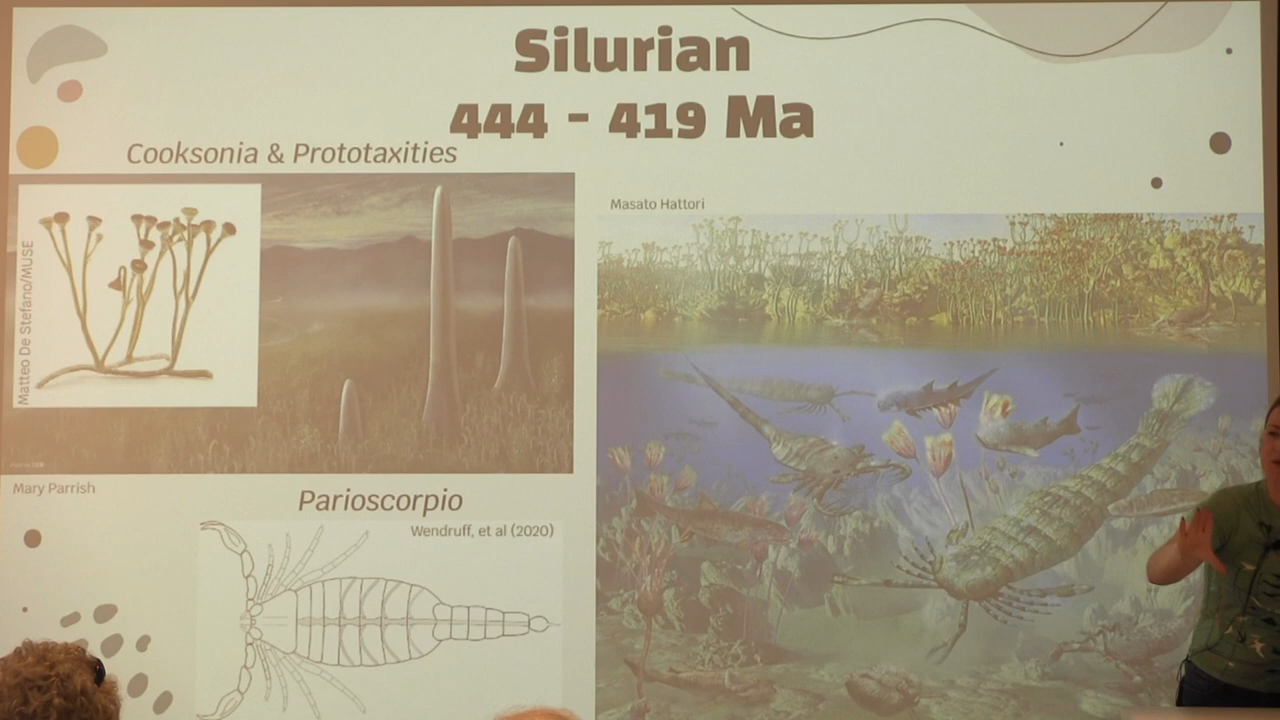 Silurian
444 - 419 Ma
Cooksonia & Prototaxities
Matteo De Stefano/MUSE
Mary Parrish
Parioscorpio
Wendruff, et al (2020)
Masato Hattori